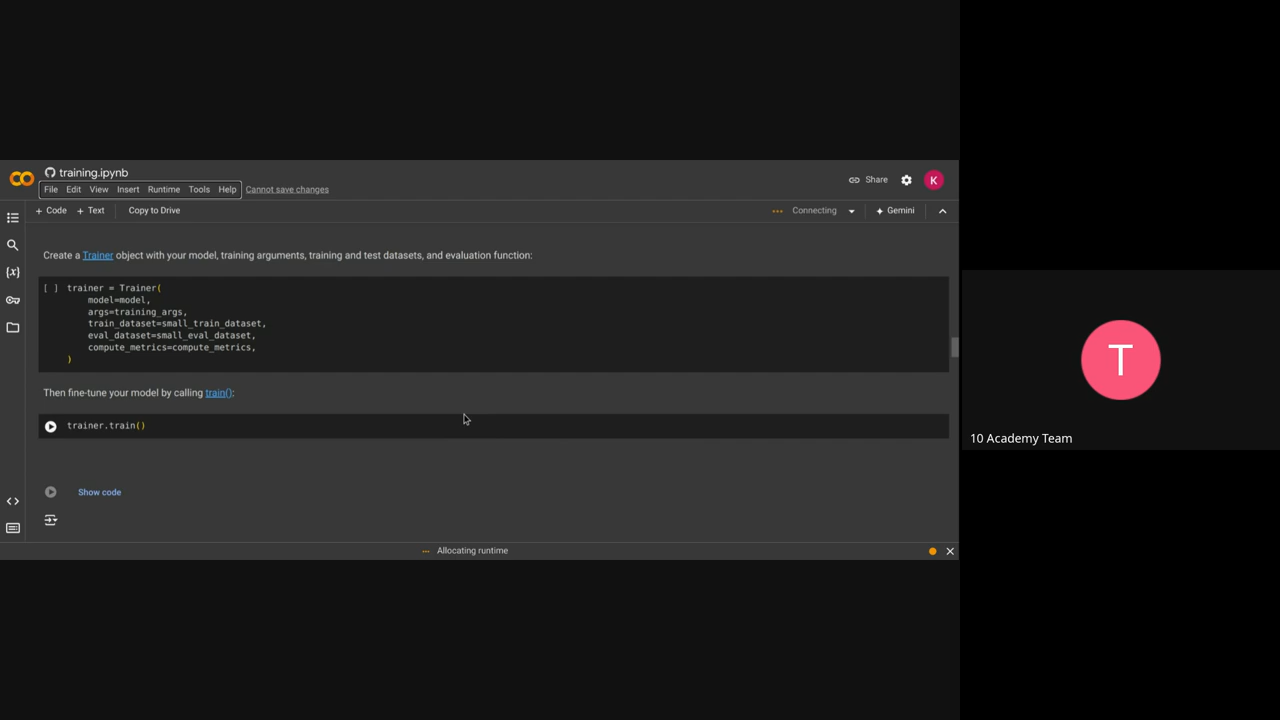 training.ipynb
File Edit View Insert Runtime Tools Help Cannot save changes
Share
K
+ Code + Text Copy to Drive
Connecting
Gemini
Create a Trainer object with your model, training arguments, training and test datasets, and evaluation function:
[ ] trainer = Trainer(
model=model,
args=training_args,
train_dataset=small_train_dataset,
eval_dataset=small_eval_dataset,
compute_metrics=compute_metrics,
)
Then fine-tune your model by calling train():
trainer.train()
Show code
Allocating runtime
T
10 Academy Team